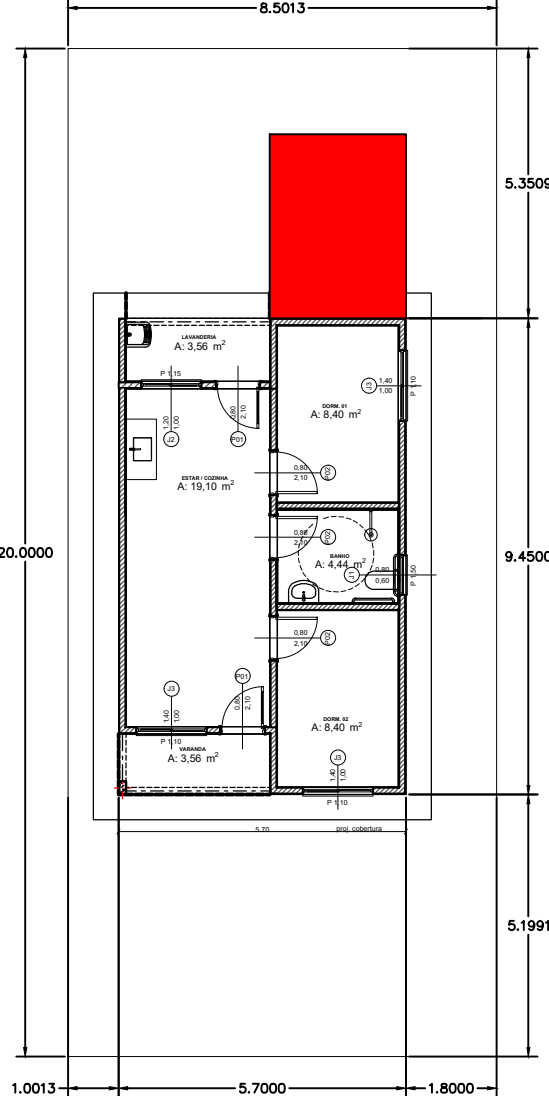 8.5013
5.3509
LAVANDERIA
A: 3,56 m²
P 1,15
1,20
1,00
J2
0,80
2,10
P01
J3
1,40
1,00
P 1,10
DORM. 01
A: 8,40 m²
ESTAR / COZINHA
A: 19,10 m²
0,80
2,10
P02
0,80
2,10
P02
20.0000
9.4500
BANHO
A: 4,44 m²
J1
0,80
0,60
P 1,50
0,80
2,10
P02
J3
1,40
1,00
P 1,10
P01
0,80
2,10
VARANDA
A: 3,56 m²
DORM. 02
A: 8,40 m²
J3
1,40
1,00
P 1,10
5,70
proj. cobertura
5.1991
1.0013
5.7000
1.8000